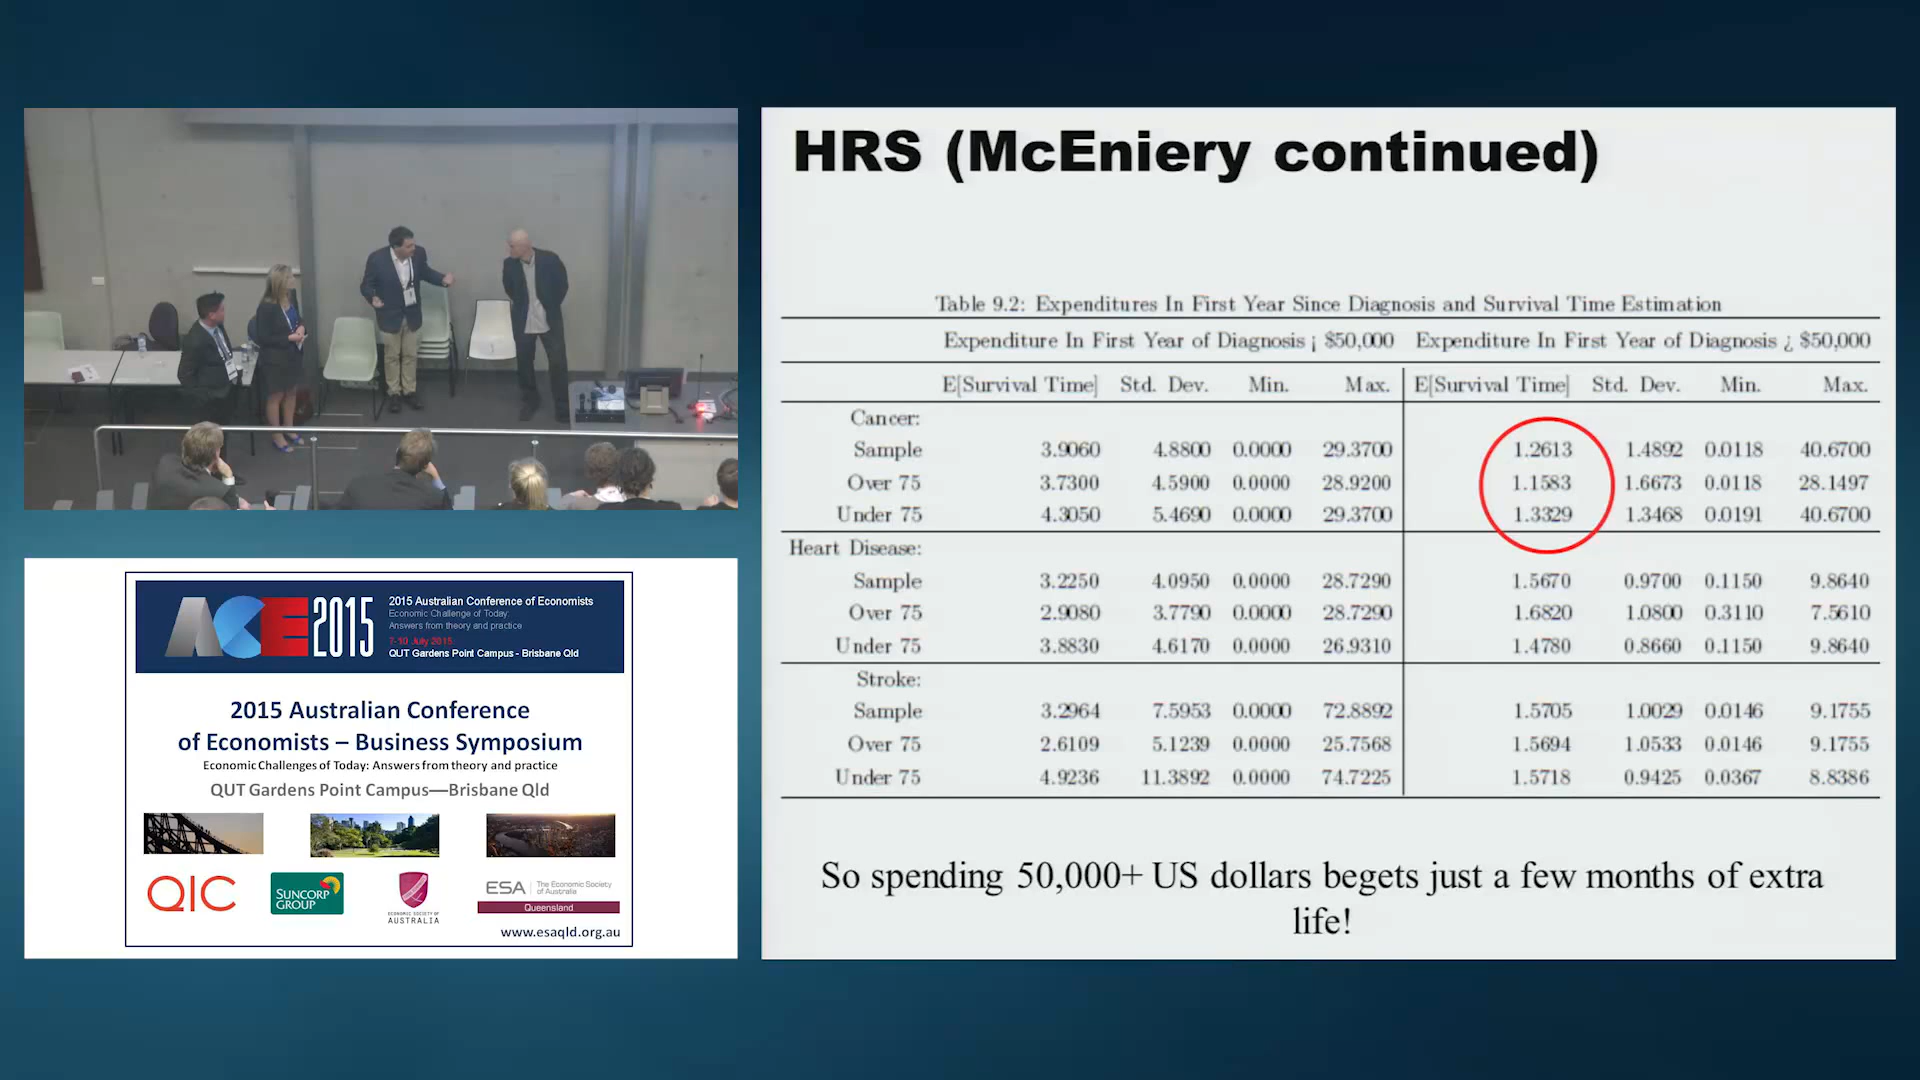 HRS (McEniery continued)
Table 9.2: Expenditures In First Year Since Diagnosis and Survival Time Estimation
Expenditure In First Year of Diagnosis ¡ $50,000 Expenditure In First Year of Diagnosis ¿ $50,000
E[Survival Time] Std. Dev. Min. Max. E[Survival Time] Std. Dev. Min. Max.
Cancer:
Sample 3.9060 4.8800 0.0000 29.3700 1.2613 1.4892 0.0118 40.6700
Over 75 3.7300 4.5900 0.0000 28.9200 1.1583 1.6673 0.0118 28.1497
Under 75 4.3050 5.4690 0.0000 29.3700 1.3329 1.3468 0.0191 40.6700
Heart Disease:
Sample 3.2250 4.0950 0.0000 28.7290 1.5670 0.9700 0.1150 9.8640
Over 75 2.9080 3.7790 0.0000 28.7290 1.6820 1.0800 0.3110 7.5610
Under 75 3.8830 4.6170 0.0000 26.9310 1.4780 0.8660 0.1150 9.8640
Stroke:
Sample 3.2964 7.5953 0.0000 72.8892 1.5705 1.0029 0.0146 9.1755
Over 75 2.6109 5.1239 0.0000 25.7568 1.5694 1.0533 0.0146 9.1755
Under 75 4.9236 11.3892 0.0000 74.7225 1.5718 0.9425 0.0367 8.8386
So spending 50,000+ US dollars begets just a few months of extra
life!
ACE 2015
2015 Australian Conference of Economists
Economic Challenge of Today:
Answers from theory and practice
7-10 July 2015
QUT Gardens Point Campus - Brisbane Qld
2015 Australian Conference
of Economists – Business Symposium
Economic Challenges of Today: Answers from theory and practice
QUT Gardens Point Campus—Brisbane Qld
QIC
SUNCORP
GROUP
ECONOMIC SOCIETY OF
AUSTRALIA
ESA The Economic Society
of Australia
Queensland
www.esaqld.org.au